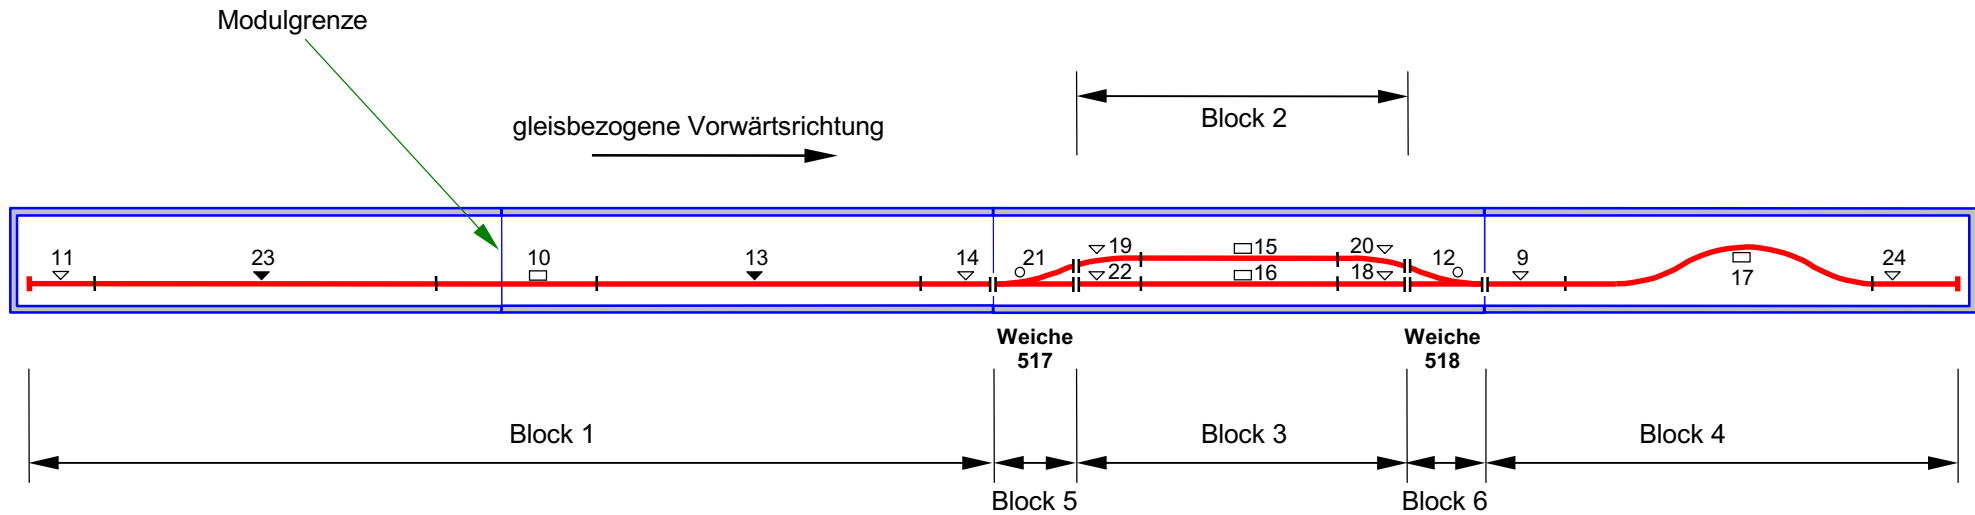 Modulgrenze
gleisbezogene Vorwärtsrichtung
Block 2
11 23 10 13 14 21 19 15 20 12 9 24
22 16 18 17
Weiche
517
Weiche
518
Block 1 Block 3 Block 4
Block 5 Block 6